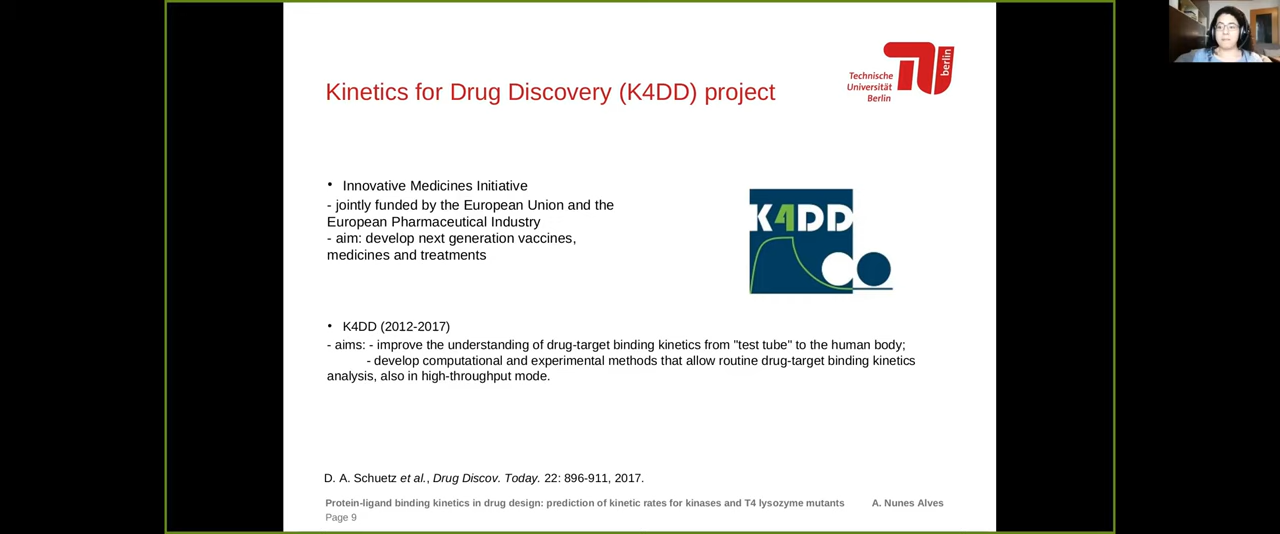 Kinetics for Drug Discovery (K4DD) project
Technische
Universität
Berlin
berlin
• Innovative Medicines Initiative
- jointly funded by the European Union and the
European Pharmaceutical Industry
- aim: develop next generation vaccines,
medicines and treatments
K4DD
• K4DD (2012-2017)
- aims: - improve the understanding of drug-target binding kinetics from "test tube" to the human body;
- develop computational and experimental methods that allow routine drug-target binding kinetics
analysis, also in high-throughput mode.
D. A. Schuetz et al., Drug Discov. Today. 22: 896-911, 2017.
Protein-ligand binding kinetics in drug design: prediction of kinetic rates for kinases and T4 lysozyme mutants A. Nunes Alves
Page 9